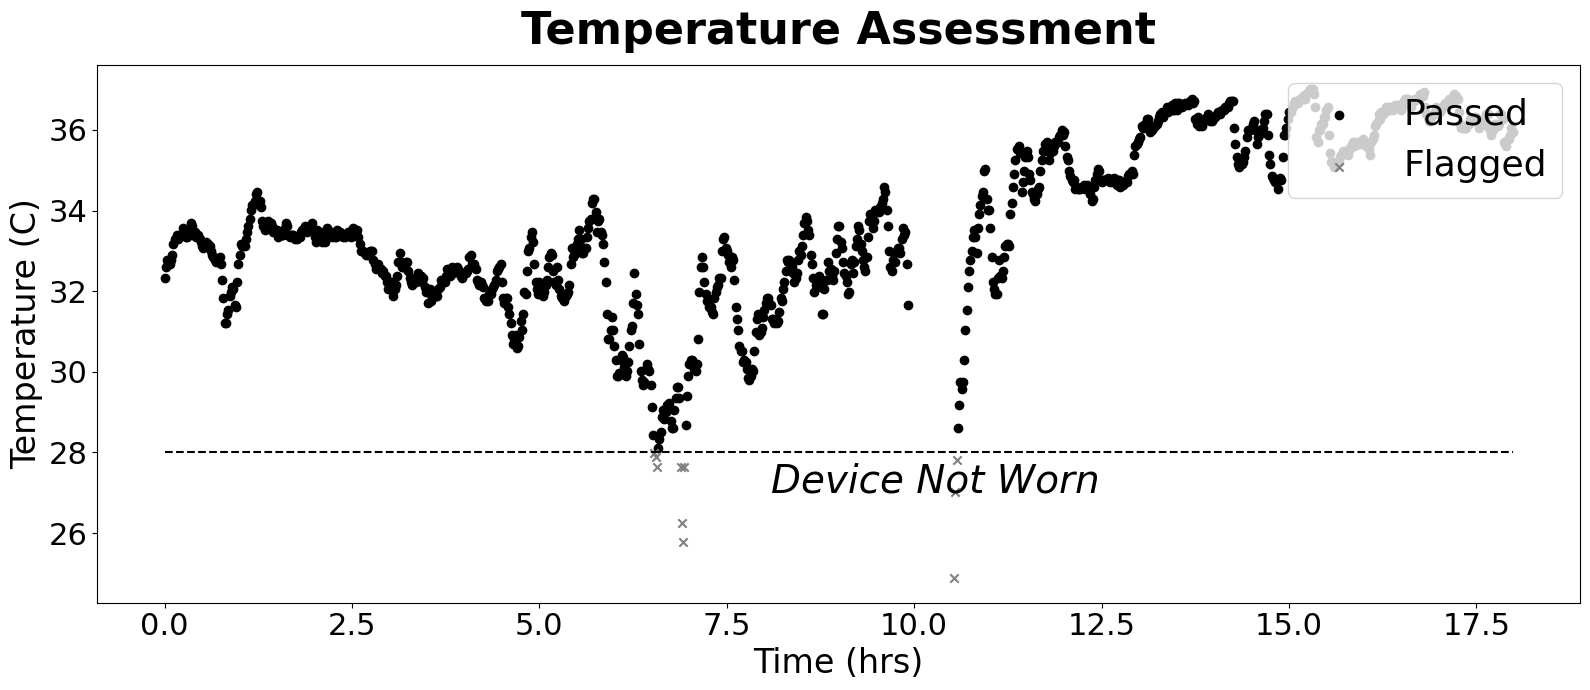 Temperature Assessment
Temperature (C)
36
34
32
30
28
26
Passed
Flagged
Device Not Worn
0.0 2.5 5.0 7.5 10.0 12.5 15.0 17.5
Time (hrs)